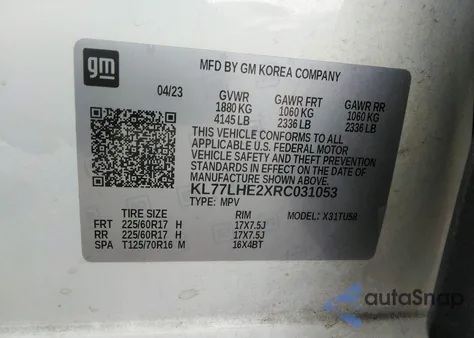 gm
MFD BY GM KOREA COMPANY
04/23 GVWR GAWR FRT GAWR RR
1880 KG 1060 KG 1060 KG
4145 LB 2336 LB 2336 LB
THIS VEHICLE CONFORMS TO ALL
APPLICABLE U.S. FEDERAL MOTOR
VEHICLE SAFETY, BUMPER, AND THEFT
PREVENTION STANDARDS IN EFFECT
ON THE DATE OF
MANUFACTURE SHOWN ABOVE.
KL77LHE2XRC031053
TYPE: MPV MODEL:
TIRE SIZE RIM
FRT 225/60R17 H 17X7.5J
RR 225/60R17 H 17X7.5J
SPA T125/70R16 M 16X4BT
autoSnap